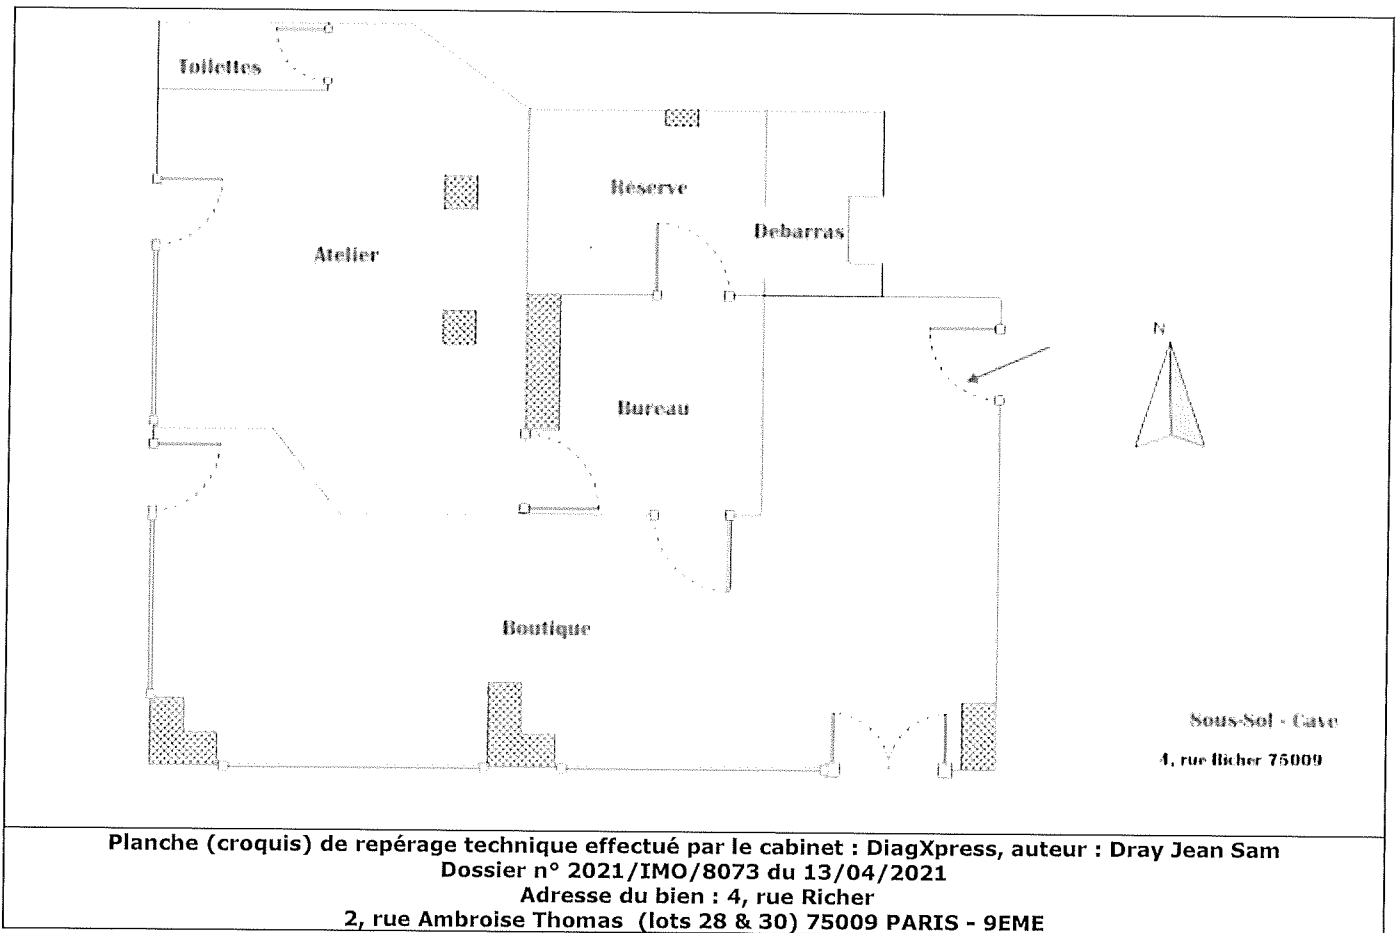 Toilettes
Réserve
Debarras
Atelier
N
Bureau
Boutique
Sous-Sol - Cave
4, rue Richer 75009
Planche (croquis) de repérage technique effectué par le cabinet : DiagXpress, auteur : Dray Jean Sam
Dossier n° 2021/IMO/8073 du 13/04/2021
Adresse du bien : 4, rue Richer
2, rue Ambroise Thomas (lots 28 & 30) 75009 PARIS - 9EME